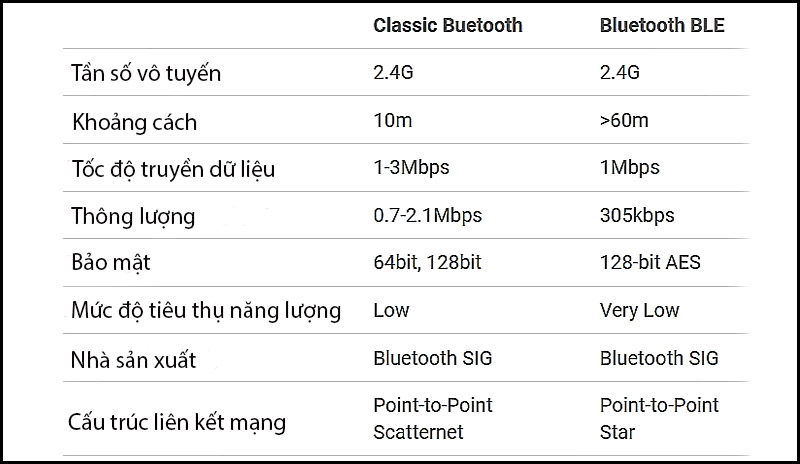 Classic Buetooth Bluetooth BLE
Tần số vô tuyến 2.4G 2.4G
Khoảng cách 10m >60m
Tốc độ truyền dữ liệu 1-3Mbps 1Mbps
Thông lượng 0.7-2.1Mbps 305kbps
Bảo mật 64bit, 128bit 128-bit AES
Mức độ tiêu thụ năng lượng Low Very Low
Nhà sản xuất Bluetooth SIG Bluetooth SIG
Cấu trúc liên kết mạng Point-to-Point Point-to-Point
Scatternet Star